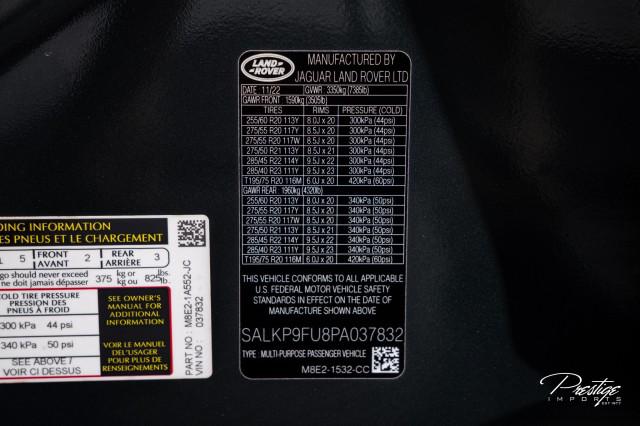 LAND ROVER
MANUFACTURED BY
JAGUAR LAND ROVER LTD
DATE 11/22 GVWR 3350kg (7385lb)
GAWR FRONT 1590kg (3505lb)
TIRES RIMS PRESSURE (COLD)
255/60 R20 113Y 8.0J x 20 300kPa (44psi)
275/55 R20 117Y 8.5J x 20 300kPa (44psi)
275/55 R20 117W 8.5J x 20 300kPa (44psi)
275/50 R21 113Y 8.5J x 21 300kPa (44psi)
285/45 R22 114Y 9.5J x 22 300kPa (44psi)
285/40 R23 111Y 9.5J x 23 300kPa (44psi)
T195/75 R20 116M 6.0J x 20 420kPa (60psi)
GAWR REAR 1960kg (4320lb)
255/60 R20 113Y 8.0J x 20 340kPa (50psi)
275/55 R20 117Y 8.5J x 20 340kPa (50psi)
275/55 R20 117W 8.5J x 20 340kPa (50psi)
275/50 R21 113Y 8.5J x 21 340kPa (50psi)
285/45 R22 114Y 9.5J x 22 340kPa (50psi)
285/40 R23 111Y 9.5J x 23 340kPa (50psi)
T195/75 R20 116M 6.0J x 20 420kPa (60psi)
THIS VEHICLE CONFORMS TO ALL APPLICABLE
U.S. FEDERAL MOTOR VEHICLE SAFETY
STANDARDS IN EFFECT ON THE DATE OF
MANUFACTURE SHOWN ABOVE.
SALKP9FU8PA037832
TYPE MULTI-PURPOSE PASSENGER VEHICLE
M8E2-1532-CC
DING INFORMATION
ES PNEUS ET LE CHARGEMENT
L 5 FRONT AVANT 2 REAR ARRIÈRE 3
go should never exceed 375 kg or 825 lbs.
ne doit jamais dépasser kg ou lb.
COLD TIRE PRESSURE
PRESSION DES
PNEUS À FROID
300 kPa 44 psi
340 kPa 50 psi
SEE ABOVE /
VOIR CI DESSUS
SEE OWNER'S
MANUAL FOR
ADDITIONAL
INFORMATION
VOIR LE MANUEL
DEL'USAGER
POUR PLUS DE
RENSEIGNEMENTS
PART NO: M8E2-1A552-JC
VIN NO: 037832
Prestige
IMPORTS
EST 1977